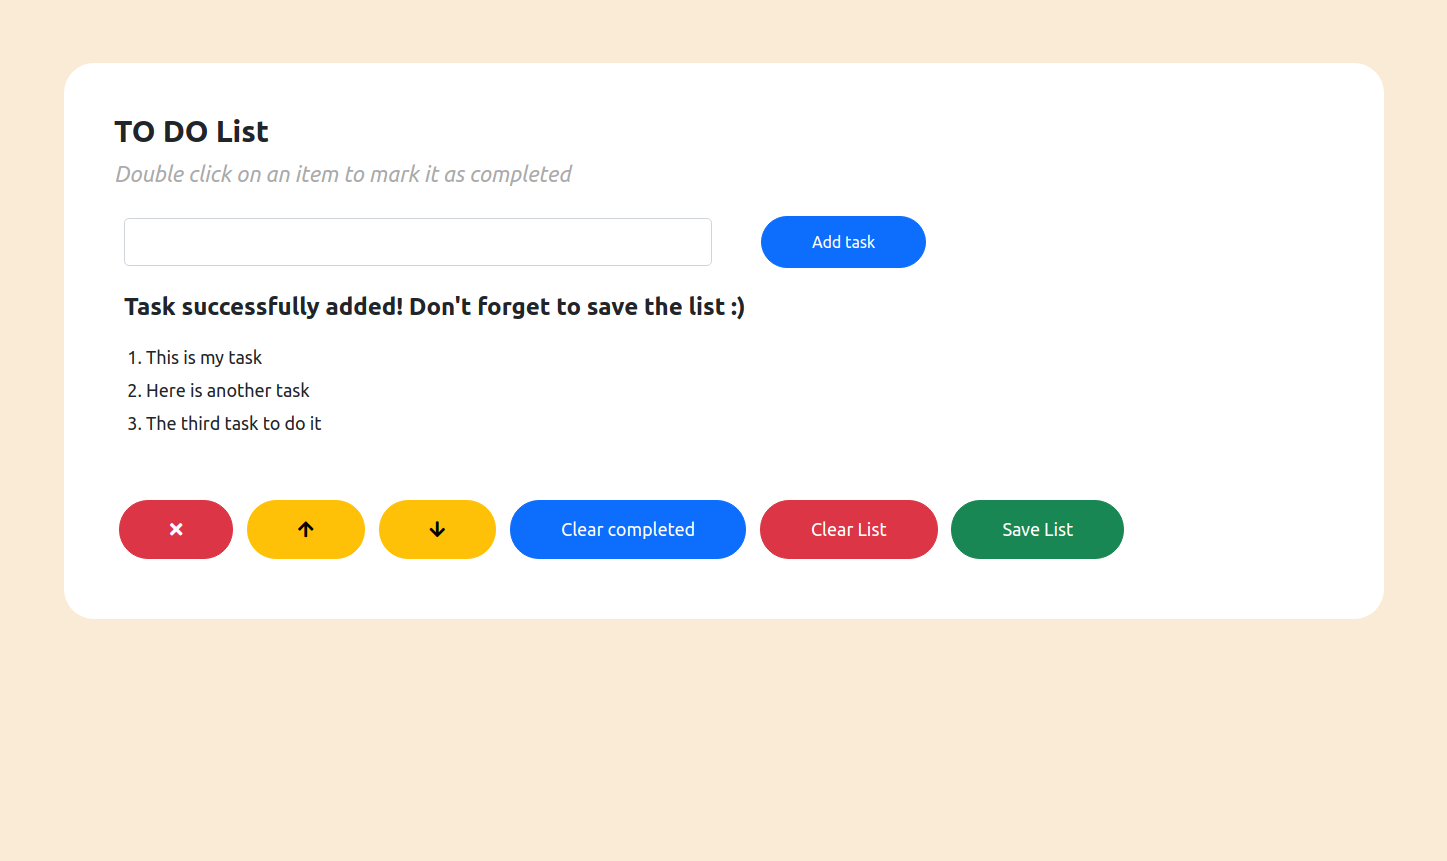 TO DO List
Double click on an item to mark it as completed
Add task
Task successfully added! Don't forget to save the list :)
1. This is my task
2. Here is another task
3. The third task to do it
Clear completed Clear List Save List